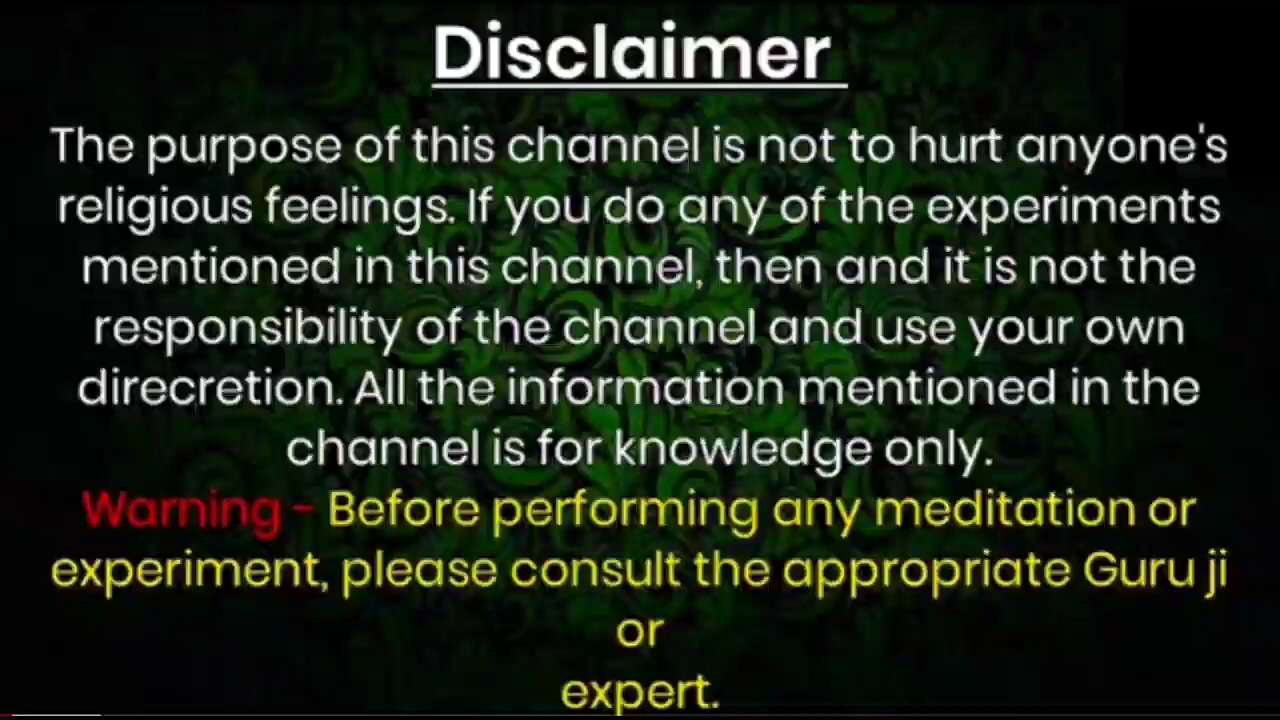 Disclaimer
The purpose of this channel is not to hurt anyone's
religious feelings. If you do any of the experiments
mentioned in this channel, then and it is not the
responsibility of the channel and use your own
direcretion. All the information mentioned in the
channel is for knowledge only.
Warning - Before performing any meditation or
experiment, please consult the appropriate Guru ji
or
expert.